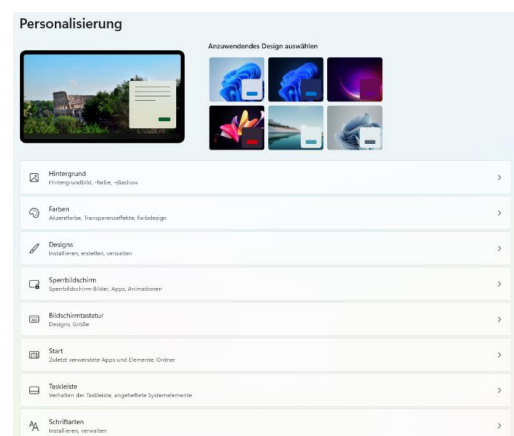 Personalisierung
Anzuwendendes Design auswählen
Hintergrund
Hintergrundbild, -farbe, -diashow
Farben
Akzentfarbe, Transparenzeffekte, Farbdesign
Designs
Installieren, erstellen, verwalten
Sperrbildschirm
Sperrbildschirm-Bilder, Apps, Animationen
Bildschirmtastatur
Designs, Größe
Start
Zuletzt verwendete Apps und Elemente, Ordner
Taskleiste
Verhalten der Taskleiste, angeheftete Systemelemente
Schriftarten
Installieren, verwalten